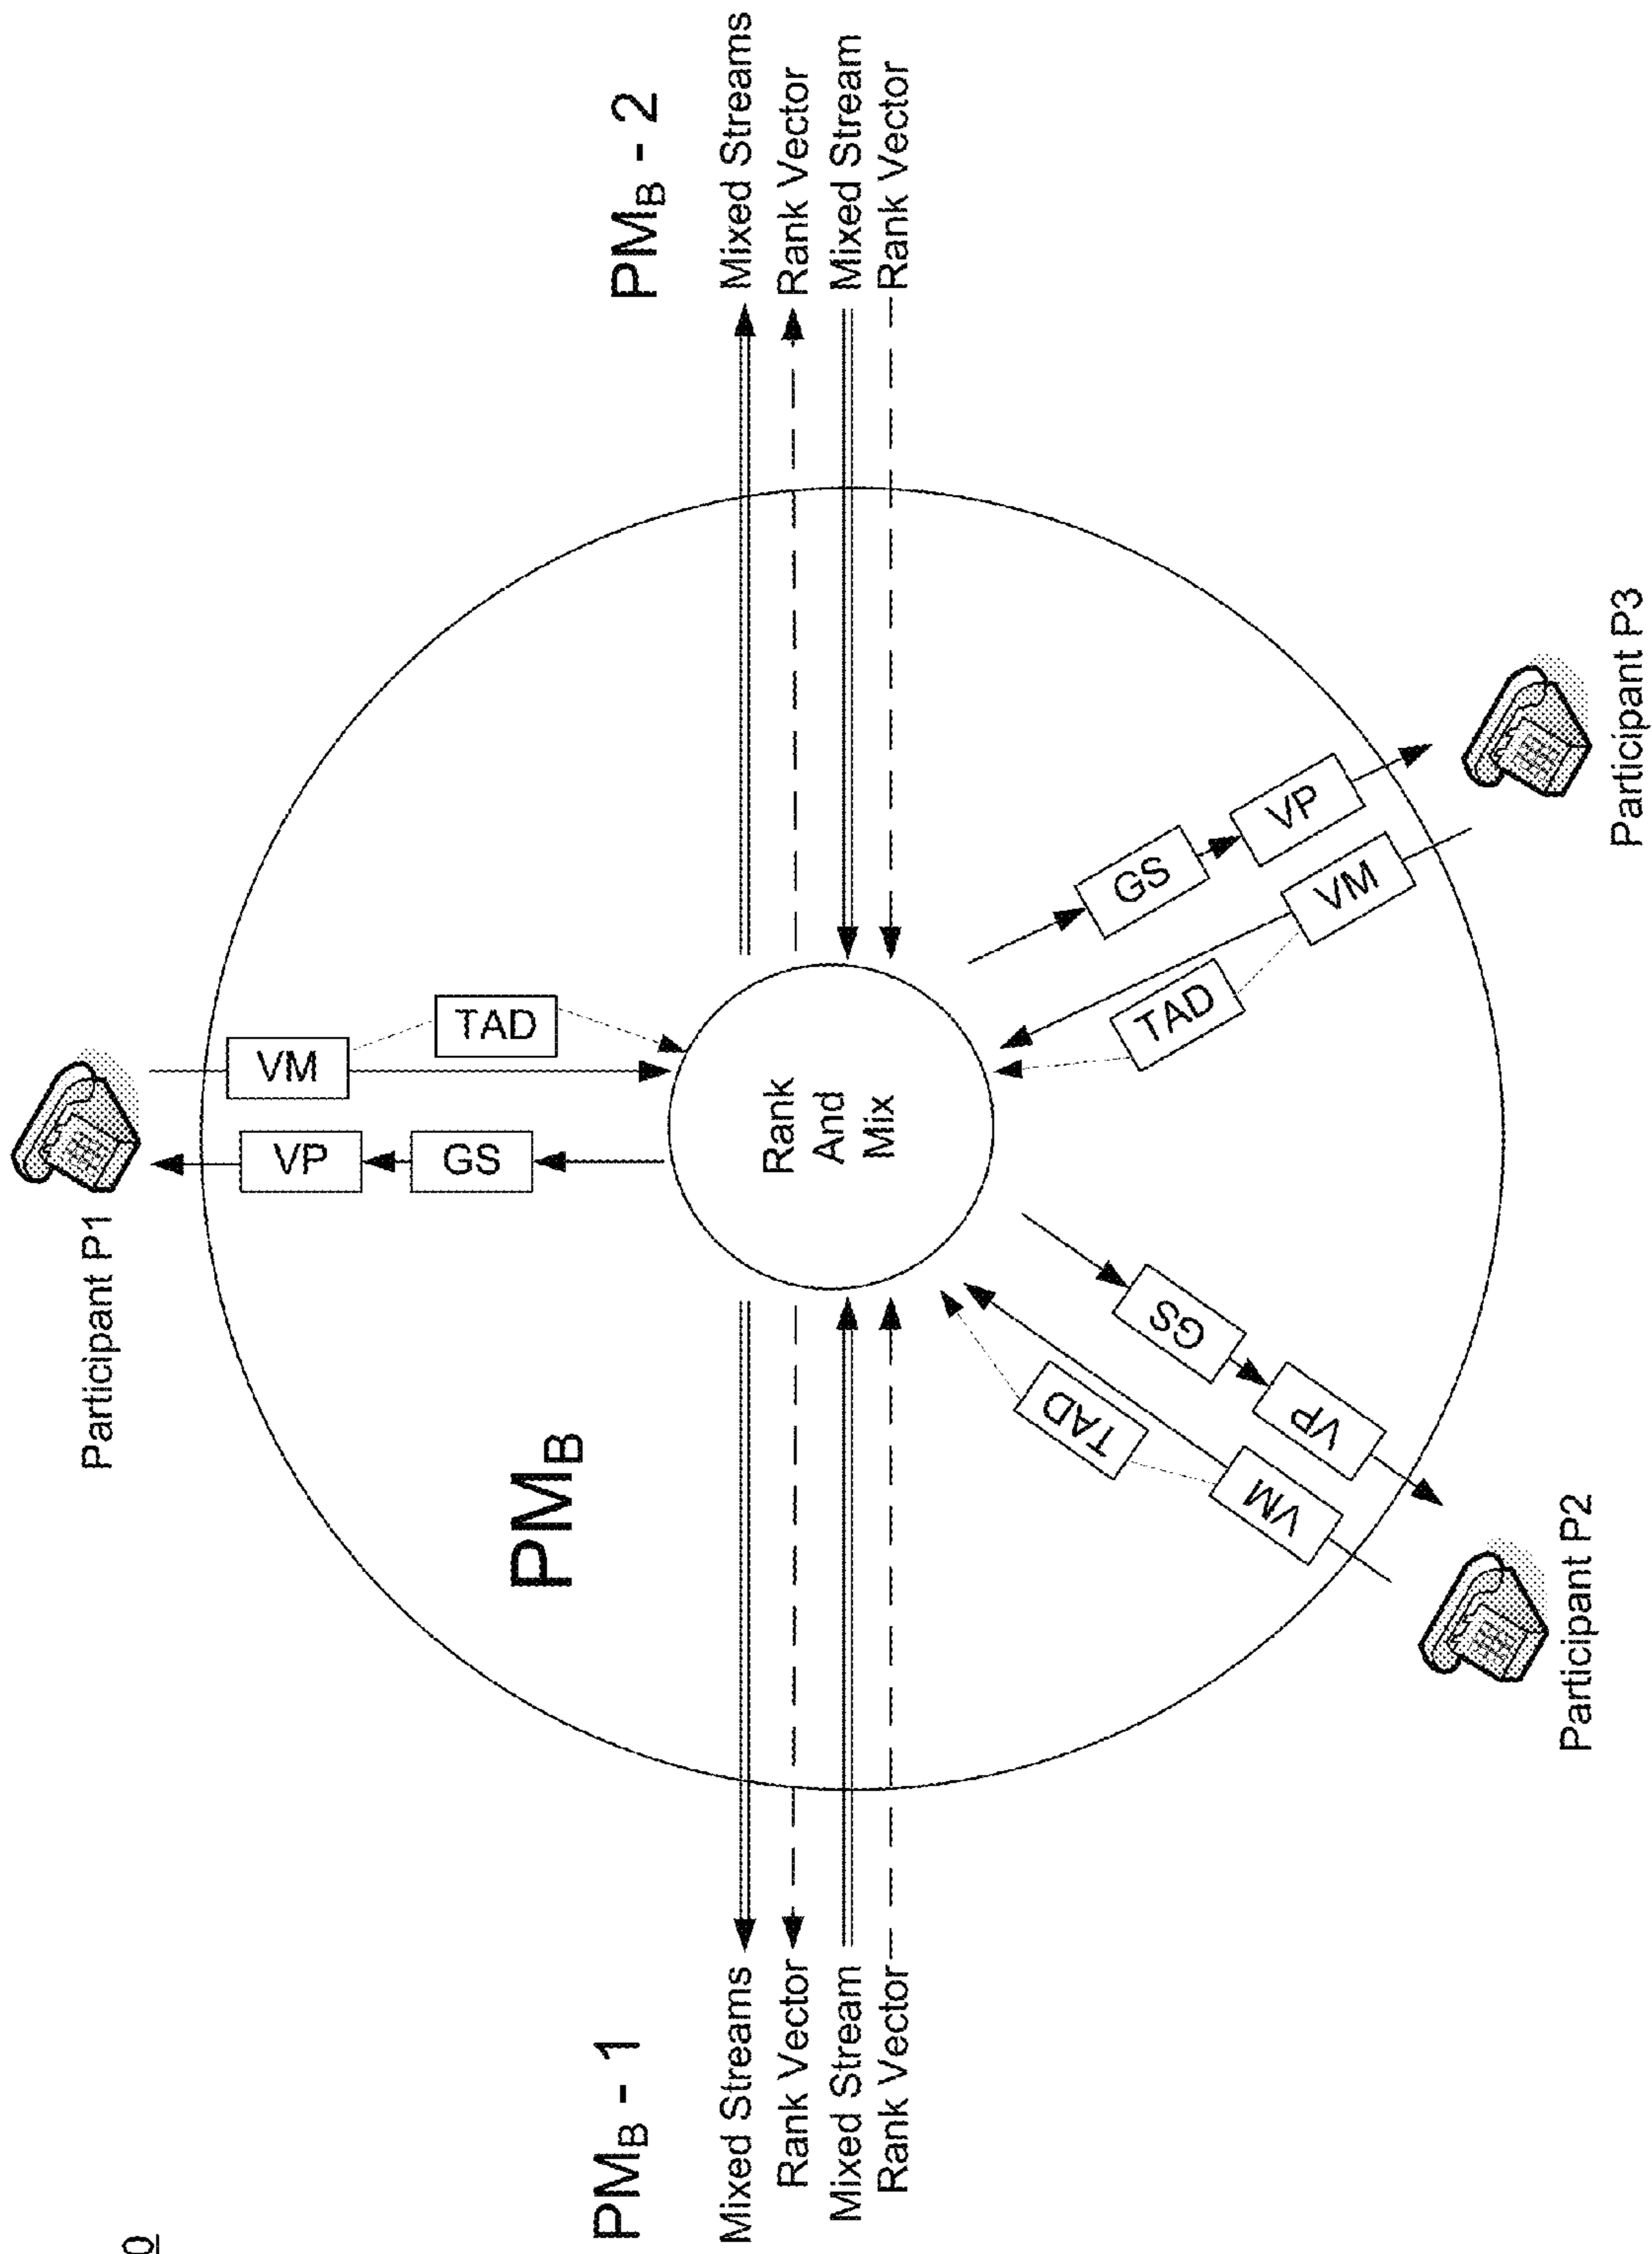 0
Participant P1
VP
VM
GS
TAD
PM_B
PM_B - 1
PM_B - 2
Mixed Streams
Rank Vector
Mixed Stream
Rank Vector
Rank
And
Mix
Mixed Streams
Rank Vector
Mixed Stream
Rank Vector
TAD
GS
VM
VP
TAD
GS
VM
VP
Participant P2
Participant P3